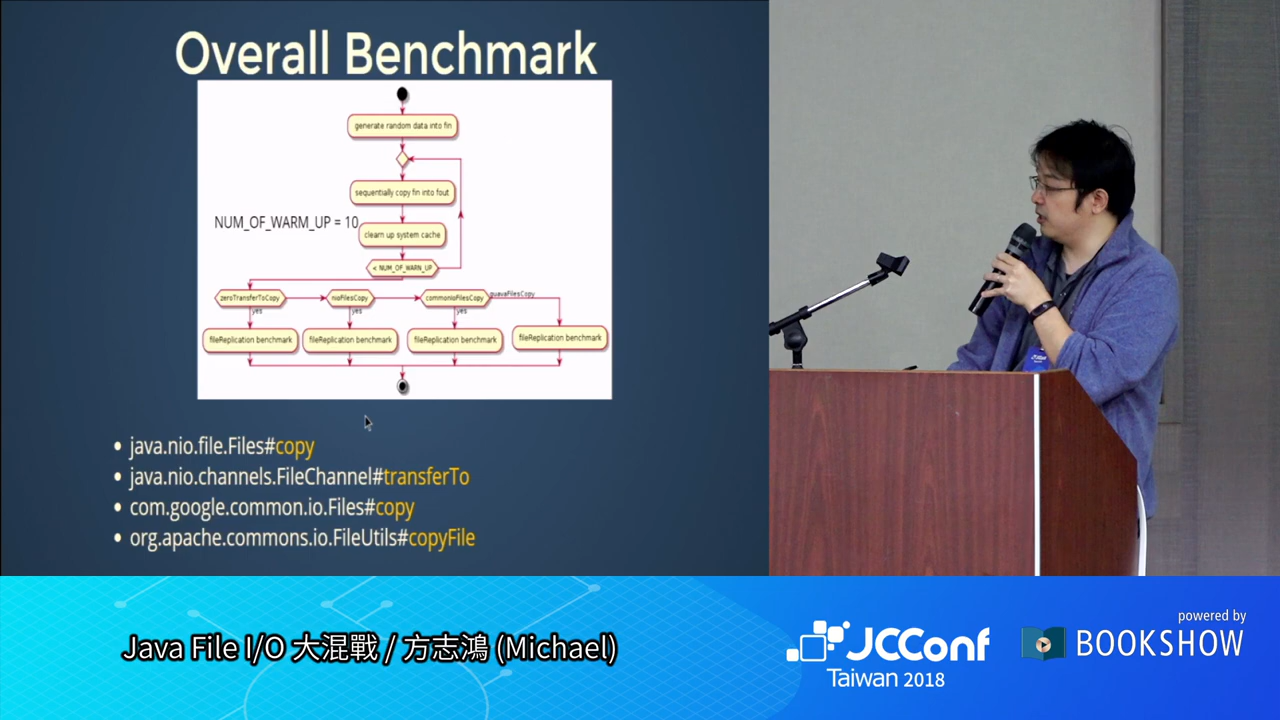 Overall Benchmark
generate random data into fin
sequentially copy fin into fout
NUM_OF_WARM_UP = 10
clearn up system cache
< NUM_OF_WARN_UP
zeroTransferToCopy
nioFilesCopy
commonioFilesCopy
guavaFilesCopy
yes
yes
yes
fileReplication benchmark
fileReplication benchmark
fileReplication benchmark
fileReplication benchmark
• java.nio.file.Files#copy
• java.nio.channels.FileChannel#transferTo
• com.google.common.io.Files#copy
• org.apache.commons.io.FileUtils#copyFile
Java File I/O 大混戰 / 方志鴻 (Michael)
JCConf
Taiwan 2018
powered by
BOOKSHOW